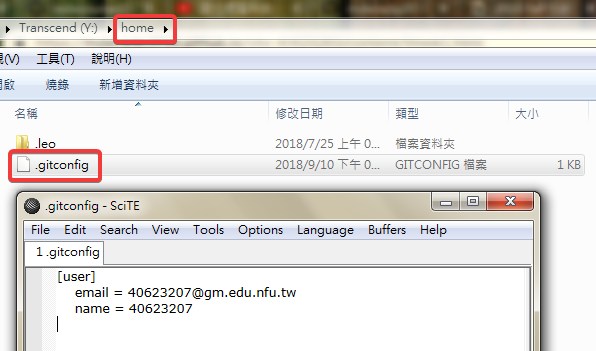 Transcend (Y:) ▸ home ▸
(V) 工具(T) 說明(H)
開啟 燒錄 新增資料夾
名稱 修改日期 類型 大小
.leo 2018/7/25 上午 0... 檔案資料夾
.gitconfig 2018/9/10 下午 0... GITCONFIG 檔案 1 KB
.gitconfig - SciTE
File Edit Search View Tools Options Language Buffers Help
1 .gitconfig
[user]
email = 40623207@gm.edu.nfu.tw
name = 40623207